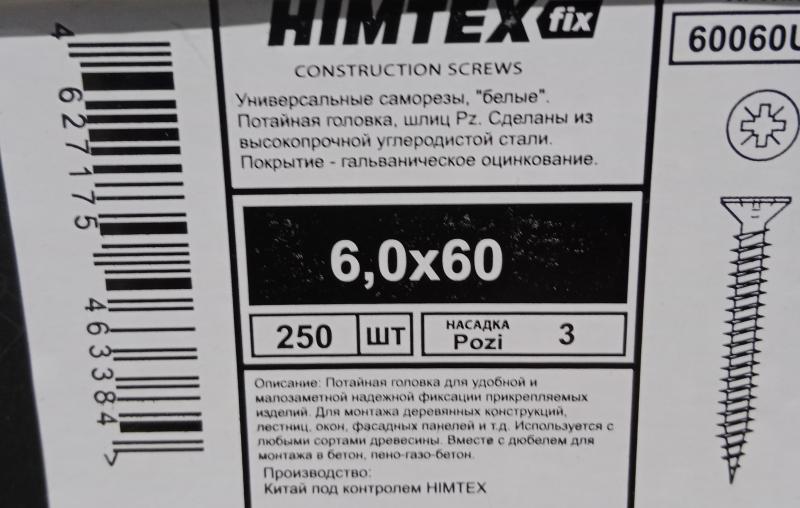 HIMTEX fix
CONSTRUCTION SCREWS
Универсальные саморезы, "белые".
Потайная головка, шлиц Pz. Сделаны из
высокопрочной углеродистой стали.
Покрытие - гальваническое оцинкование.
6,0х60
250 ШТ
НАСАДКА
Pozi 3
Описание: Потайная головка для удобной и
малозаметной надежной фиксации прикрепляемых
изделий. Для монтажа деревянных конструкций,
лестниц, окон, фасадных панелей и т.д. Используется с
любыми сортами древесины. Вместе с дюбелем для
монтажа в бетон, пено-газо-бетон.
Производство:
Китай под контролем HIMTEX
60060U
4 627175 463384 >